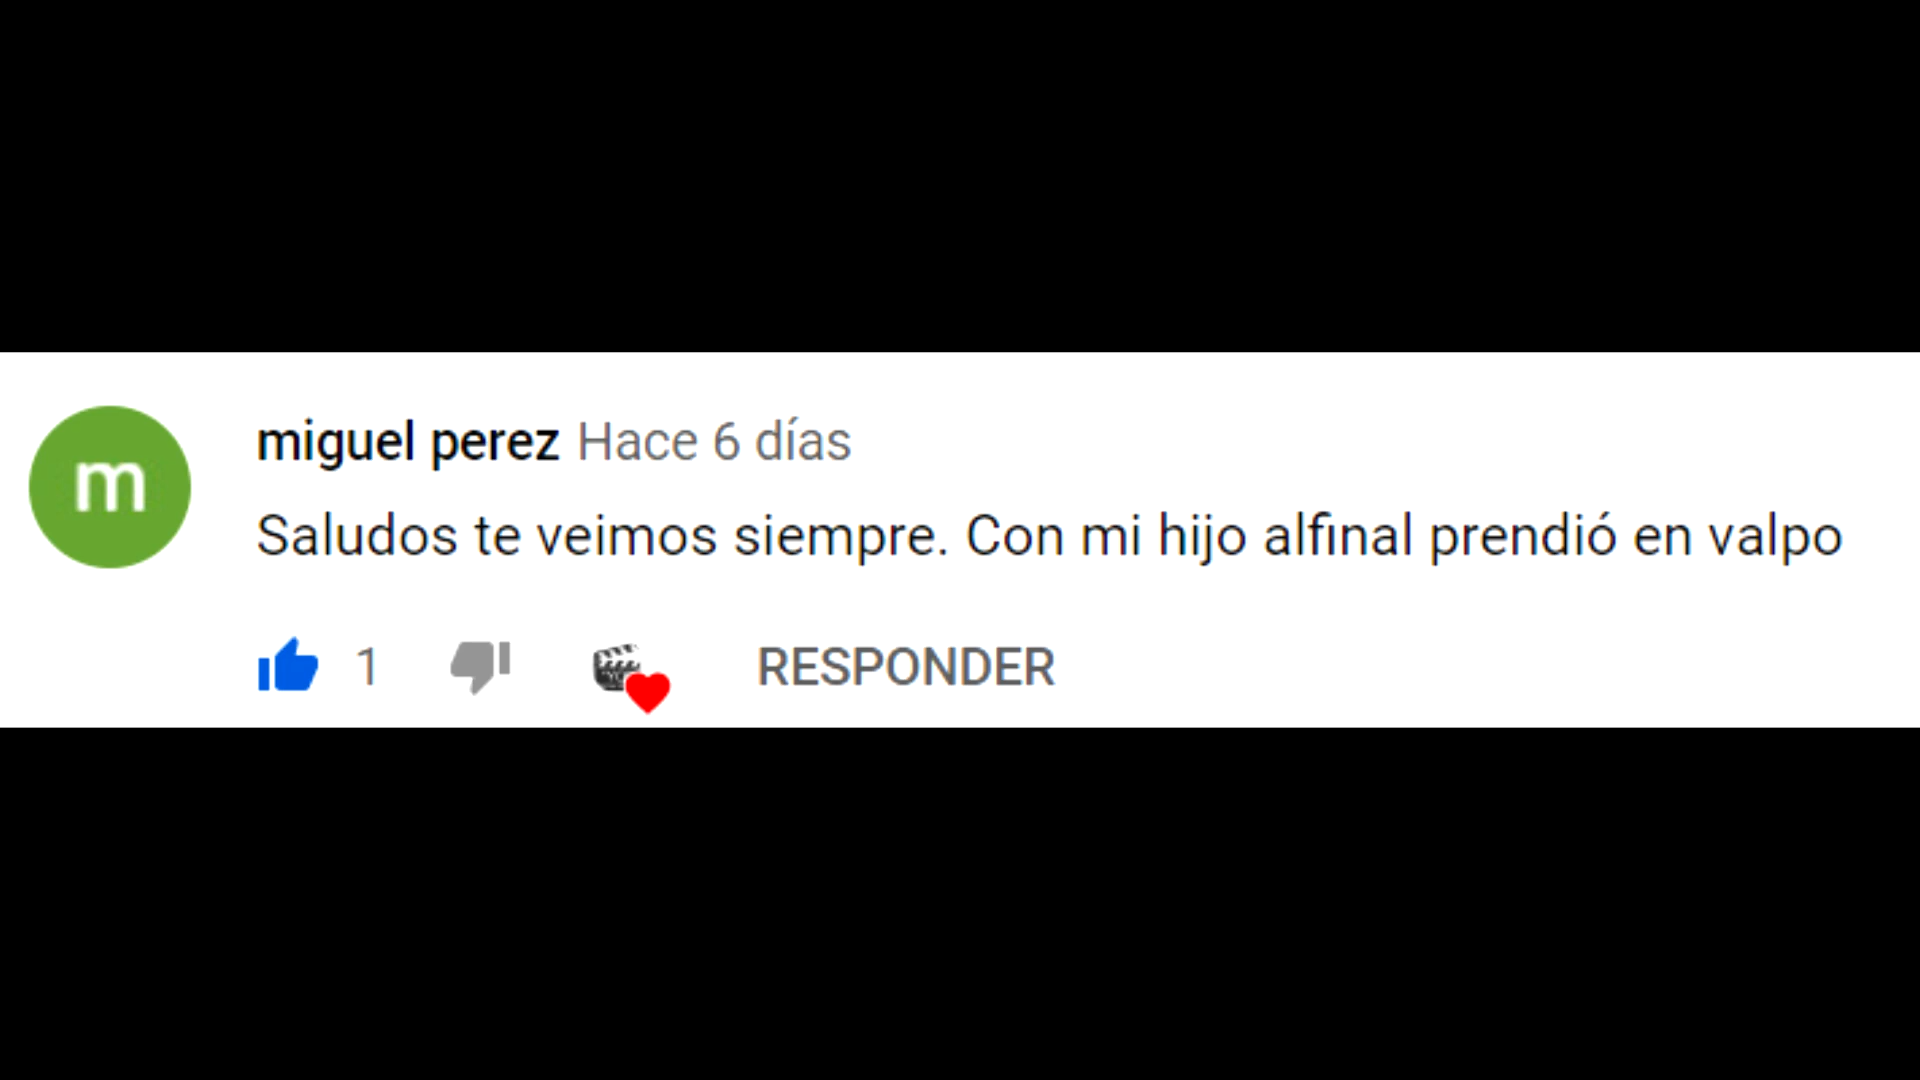 m
miguel perez Hace 6 días
Saludos te veimos siempre. Con mi hijo alfinal prendió en valpo
1 RESPONDER